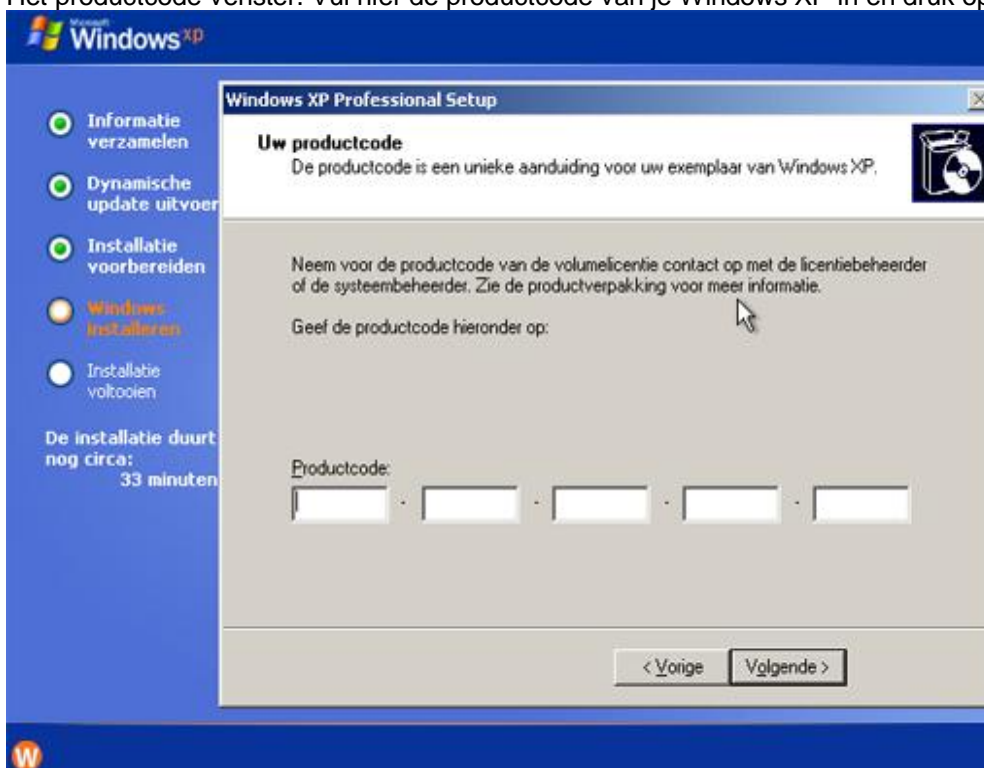 Het productcode venster. Vul hier de productcode van je Windows XP in en druk op
Microsoft
Windows xp
Informatie
verzamelen
Dynamische
update uitvoer
Installatie
voorbereiden
Windows
installeren
Installatie
voltooien
De installatie duurt
nog circa:
33 minuten
Windows XP Professional Setup
Uw productcode
De productcode is een unieke aanduiding voor uw exemplaar van Windows XP.
Neem voor de productcode van de volumelicentie contact op met de licentiebeheerder
of de systeembeheerder. Zie de productverpakking voor meer informatie.
Geef de productcode hieronder op:
Productcode:
- - - -
< Vorige
Volgende >
W